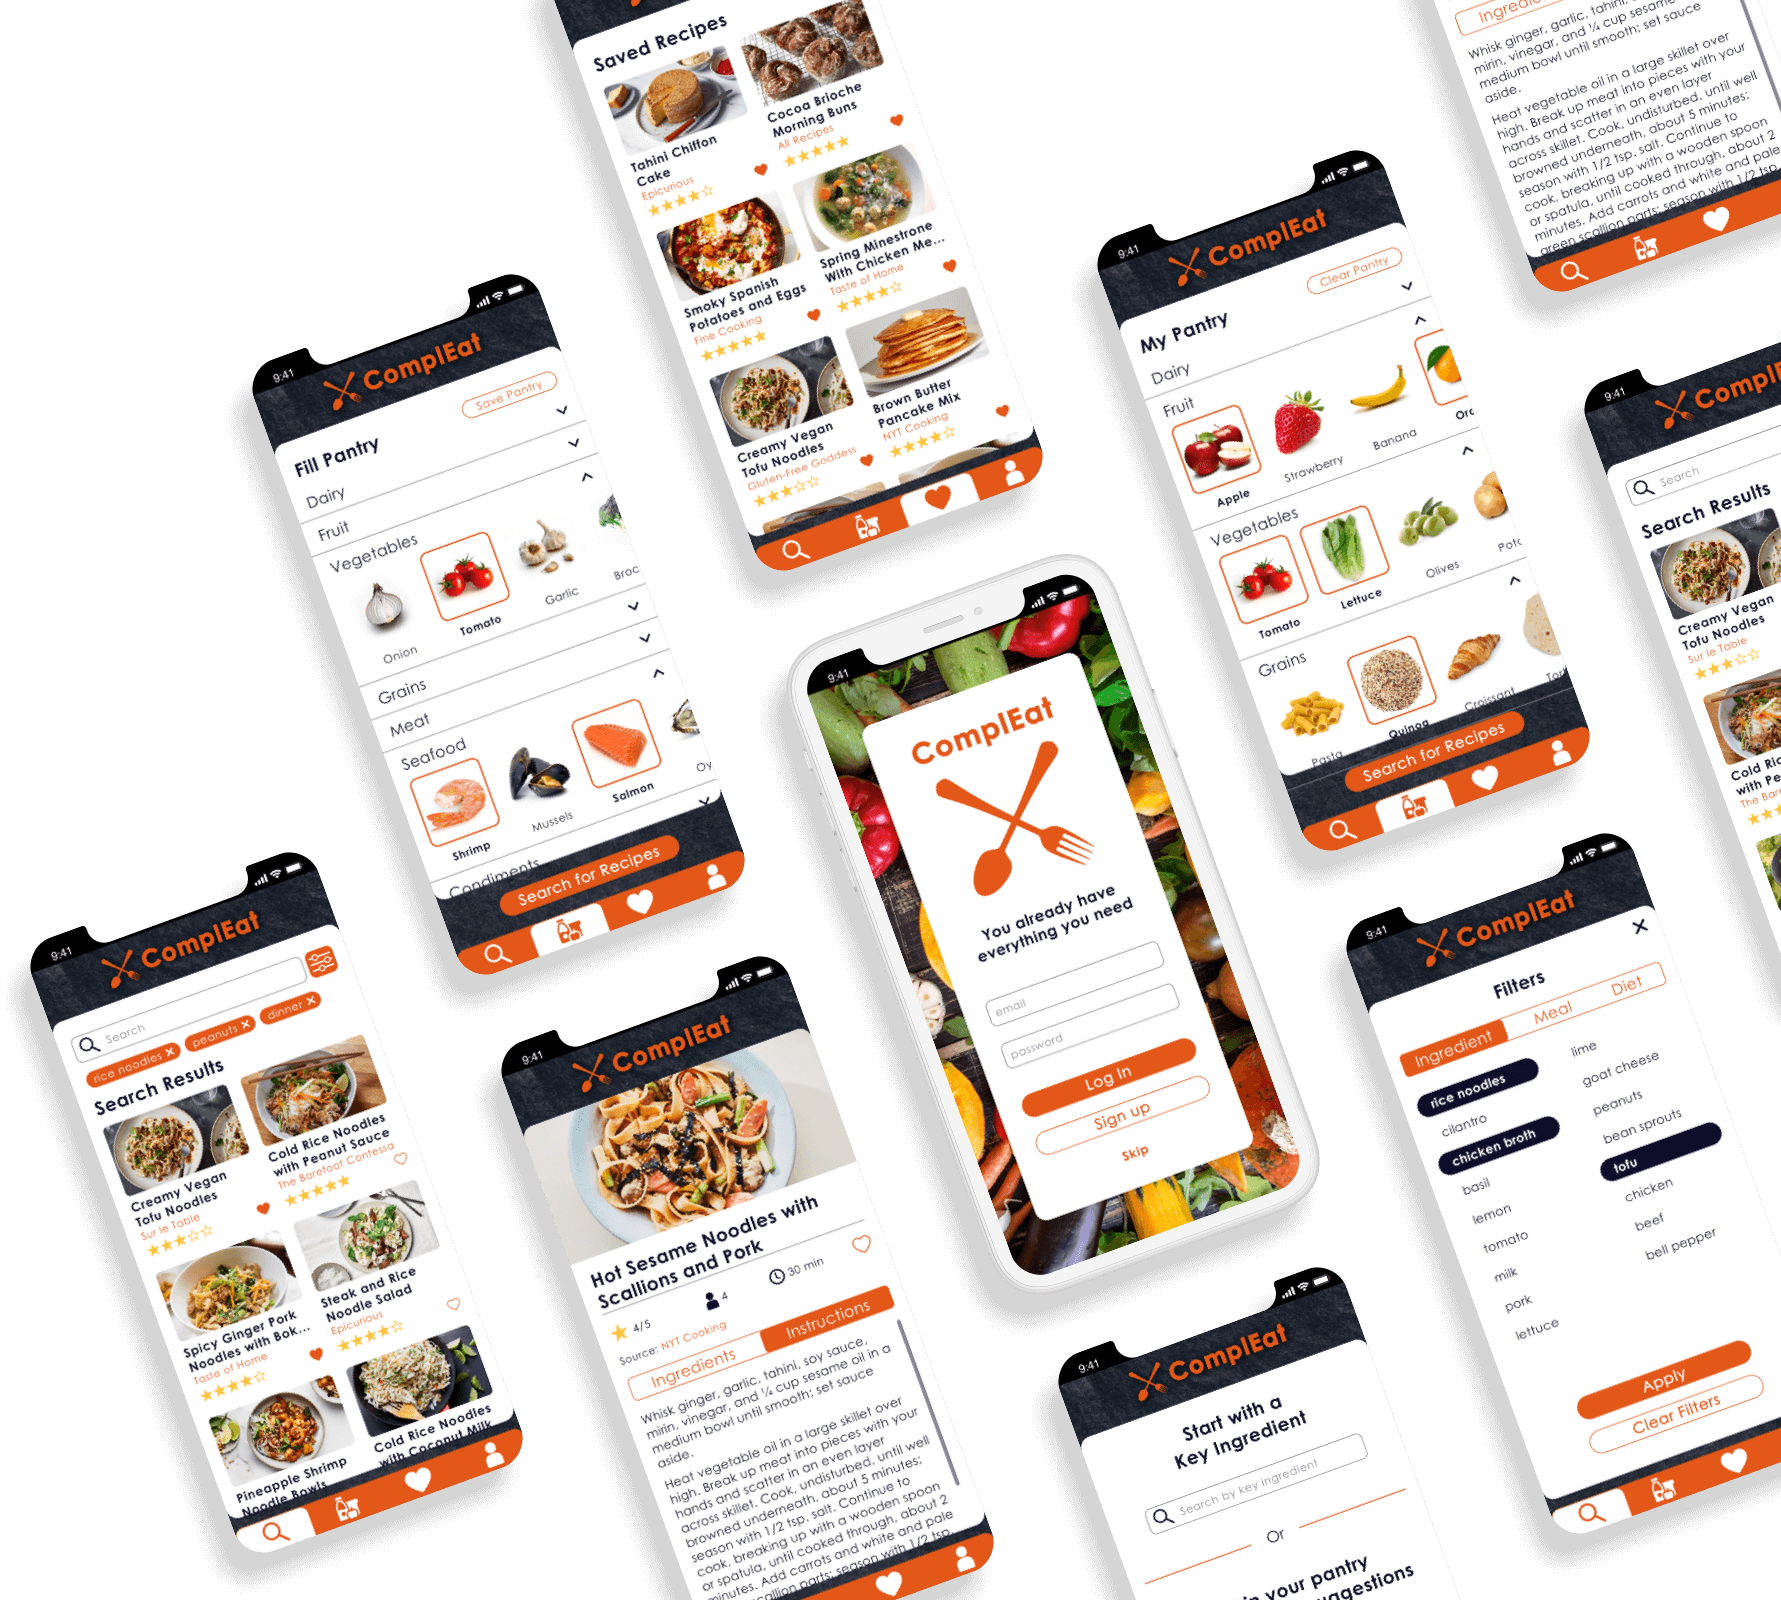 Saved Recipes
Tahini Chiffon
Cake
Epicurious
Cocoa Brioche
Morning Buns
All Recipes
Smoky Spanish
Potatoes and Eggs
Fine Cooking
Spring Minestrone
With Chicken Me...
Taste of Home
Creamy Vegan
Tofu Noodles
Gluten-Free Goddess
Brown Butter
Pancake Mix
NYT Cooking
Whisk ginger, garlic, tahini,
mirin, vinegar, and ¼ cup sesame
medium bowl until smooth; set sauce
aside.
Heat vegetable oil in a large skillet over
high. Break up meat into pieces with your
hands and scatter in an even layer
across skillet. Cook, undisturbed, until well
browned underneath, about 5 minutes;
season with 1/2 tsp. salt. Continue to
cook, breaking up with a wooden spoon
or spatula, until cooked through, about 2
minutes. Add carrots and white and pale
green scallion parts; season with 1/2 tsp.
9:41
CompIEat
Save Pantry
Fill Pantry
Dairy
Fruit
Vegetables
Onion
Tomato
Garlic
Broc
Grains
Meat
Seafood
Shrimp
Mussels
Salmon
Oy
Condiments
Search for Recipes
9:41
ComplEat
Clear Pantry
My Pantry
Dairy
Fruit
Apple
Strawberry
Banana
Ora
Vegetables
Tomato
Lettuce
Olives
Pota
Grains
Pasta
Quinoa
Croissant
Tort
Search for Recipes
9:41
Search
Search Results
Creamy Vegan
Tofu Noodles
Sur le Table
Cold Ric
with Pe
The Bare
9:41
ComplEat
You already have
everything you need
email
password
Log In
Sign up
Skip
9:41
ComplEat
Search
rice noodles X
peanuts X
dinner X
Search Results
Creamy Vegan
Tofu Noodles
Sur le Table
Cold Rice Noodles
with Peanut Sauce
The Barefoot Contessa
Spicy Ginger Pork
Noodles with Bok...
Taste of Home
Steak and Rice
Noodle Salad
Epicurious
Pineapple Shrimp
Noodle Bowls
Cold Rice Noodles
with Coconut Milk
9:41
ComplEat
Hot Sesame Noodles with
Scallions and Pork
4/5
4
30 min
Source: NYT Cooking
Ingredients
Instructions
Whisk ginger, garlic, tahini, soy sauce,
mirin, vinegar, and ¼ cup sesame oil in a
medium bowl until smooth; set sauce
aside.
Heat vegetable oil in a large skillet over
high. Break up meat into pieces with your
hands and scatter in an even layer
across skillet. Cook, undisturbed, until well
browned underneath, about 5 minutes;
season with 1/2 tsp. salt. Continue to
cook, breaking up with a wooden spoon
or spatula, until cooked through, about 2
minutes. Add carrots and white and pale
scallion parts; season with 1/2 tsp.
9:41
ComplEat
Filters
Ingredient
Meal
Diet
rice noodles
cilantro
chicken broth
basil
lemon
tomato
milk
pork
lettuce
lime
goat cheese
peanuts
bean sprouts
tofu
chicken
beef
bell pepper
Apply
Clear Filters
9:41
ComplEat
Start with a
Key Ingredient
Search by key ingredient
Or
in your pantry